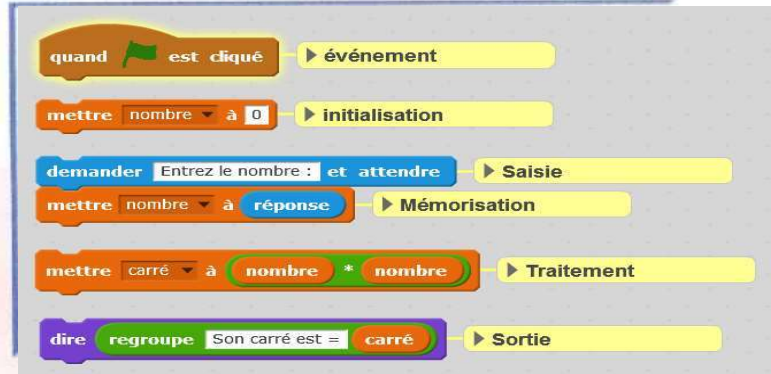 quand est cliqué ▶ événement
mettre nombre ▼ à 0 ▶ initialisation
demander Entrez le nombre : et attendre ▶ Saisie
mettre nombre ▼ à réponse ▶ Mémorisation
mettre carré ▼ à nombre * nombre ▶ Traitement
dire regroupe Son carré est = carré ▶ Sortie